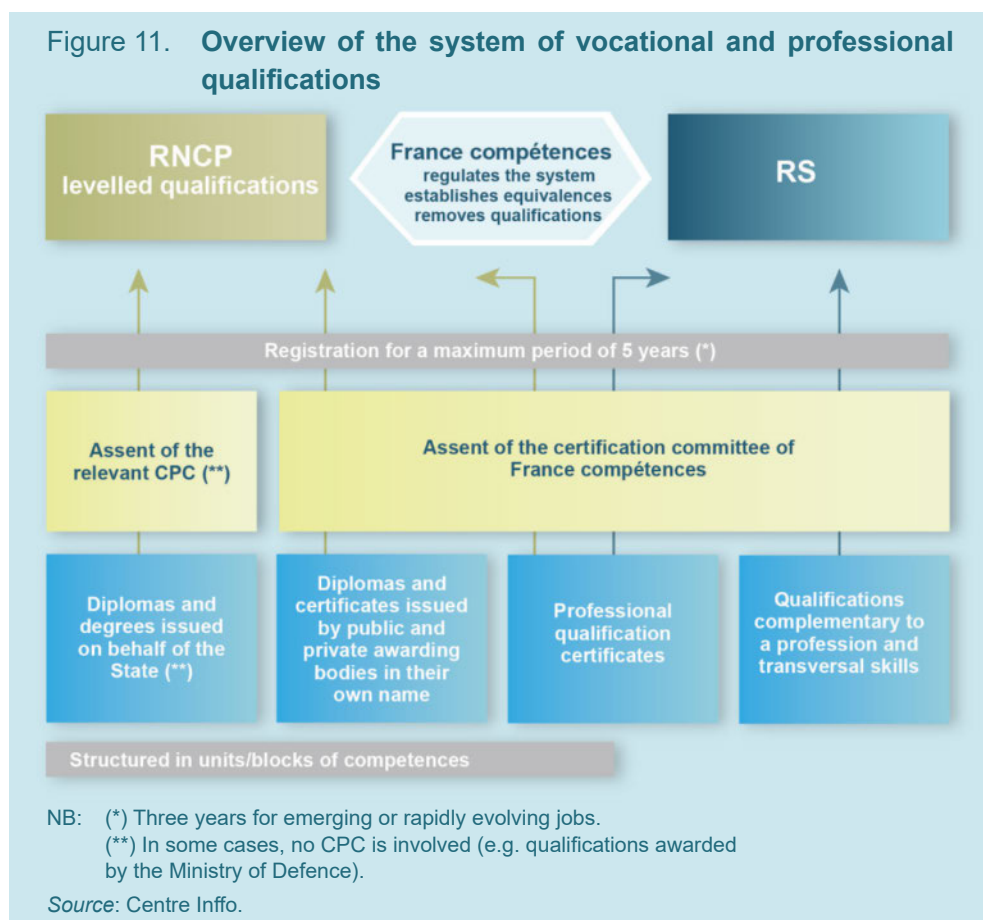 Figure 11. Overview of the system of vocational and professional
qualifications
RNCP
levelled qualifications
France compétences
regulates the system
establishes equivalences
removes qualifications
RS
Registration for a maximum period of 5 years (*)
Assent of the
relevant CPC (**)
Assent of the certification committee of
France compétences
Diplomas and
degrees issued
on behalf of the
State (**)
Diplomas and
certificates issued
by public and
private awarding
bodies in their
own name
Professional
qualification
certificates
Qualifications
complementary to
a profession and
transversal skills
Structured in units/blocks of competences
NB: (*) Three years for emerging or rapidly evolving jobs.
(**) In some cases, no CPC is involved (e.g. qualifications awarded
by the Ministry of Defence).
Source: Centre Inffo.